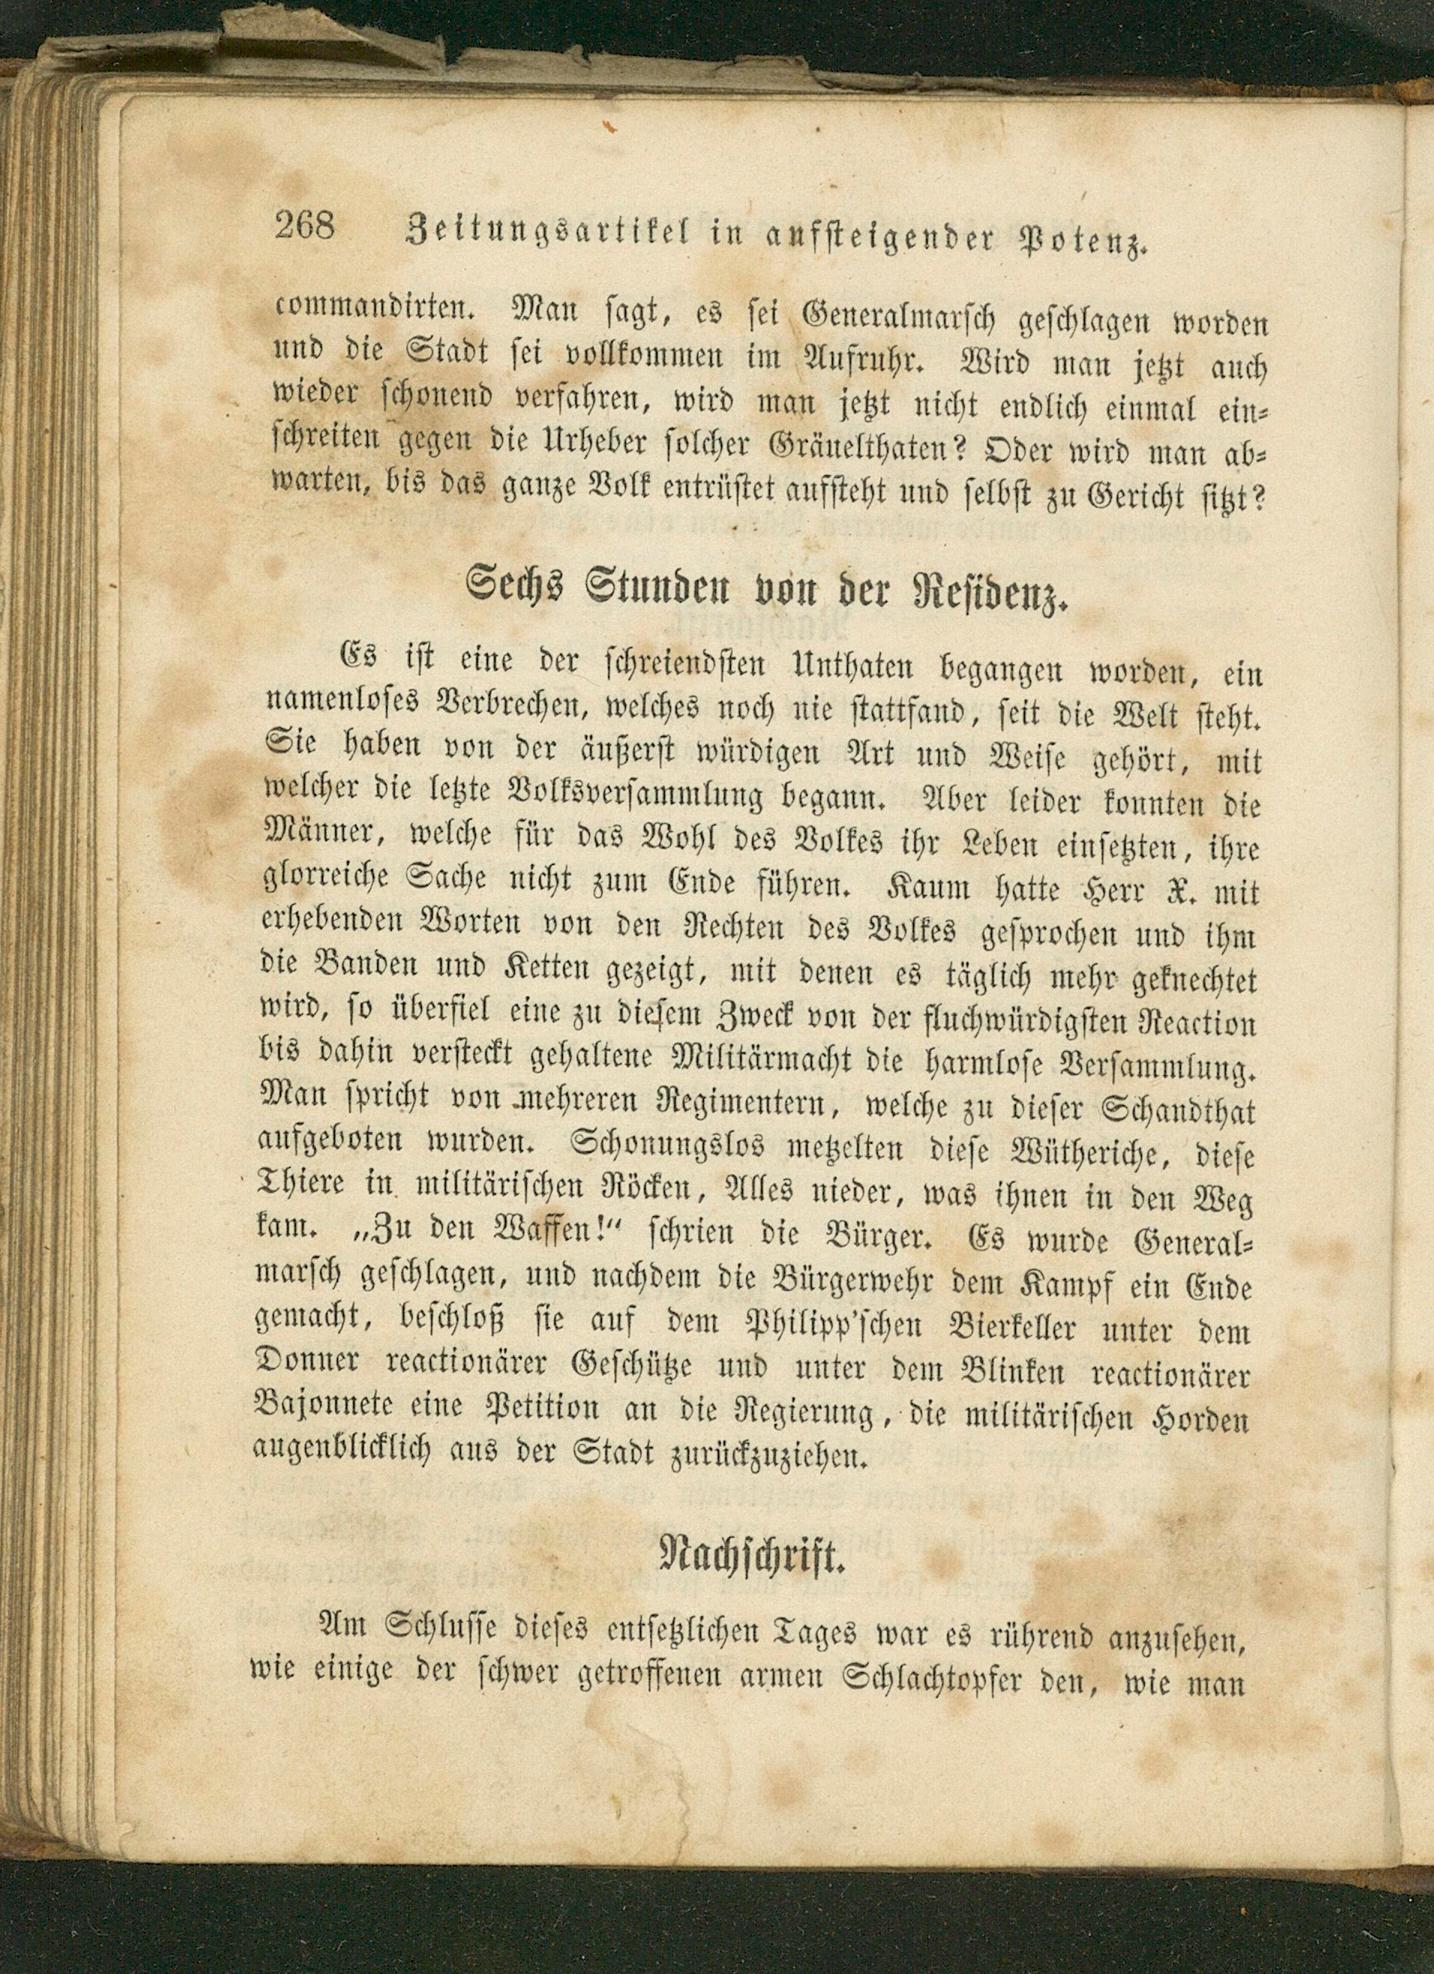 268 Zeitungsartikel in aufsteigender Potenz.
commandirten. Man sagt, es sei Generalmarsch geschlagen worden
und die Stadt sei vollkommen im Aufruhr. Wird man jetzt auch
wieder schonend verfahren, wird man jetzt nicht endlich einmal ein-
schreiten gegen die Urheber solcher Gräuelthaten? Oder wird man ab-
warten, bis das ganze Volk entrüstet aufsteht und selbst zu Gericht sitzt?
Sechs Stunden von der Residenz.
Es ist eine der schreiendsten Unthaten begangen worden, ein
namenloses Verbrechen, welches noch nie stattfand, seit die Welt steht.
Sie haben von der äußerst würdigen Art und Weise gehört, mit
welcher die letzte Volksversammlung begann. Aber leider konnten die
Männer, welche für das Wohl des Volkes ihr Leben einsetzten, ihre
glorreiche Sache nicht zum Ende führen. Kaum hatte Herr X. mit
erhebenden Worten von den Rechten des Volkes gesprochen und ihm
die Banden und Ketten gezeigt, mit denen es täglich mehr geknechtet
wird, so überfiel eine zu diesem Zweck von der fluchwürdigsten Reaction
bis dahin versteckt gehaltene Militärmacht die harmlose Versammlung.
Man spricht von mehreren Regimentern, welche zu dieser Schandthat
aufgeboten wurden. Schonungslos metzelten diese Wütheriche, diese
Thiere in militärischen Röcken, Alles nieder, was ihnen in den Weg
kam. „Zu den Waffen!“ schrien die Bürger. Es wurde General-
marsch geschlagen, und nachdem die Bürgerwehr dem Kampf ein Ende
gemacht, beschloß sie auf dem Philipp'schen Bierkeller unter dem
Donner reactionärer Geschütze und unter dem Blinken reactionärer
Bajonnete eine Petition an die Regierung, die militärischen Horden
augenblicklich aus der Stadt zurückzuziehen.
Nachschrift.
Am Schlusse dieses entsetzlichen Tages war es rührend anzusehen,
wie einige der schwer getroffenen armen Schlachtopfer den, wie man